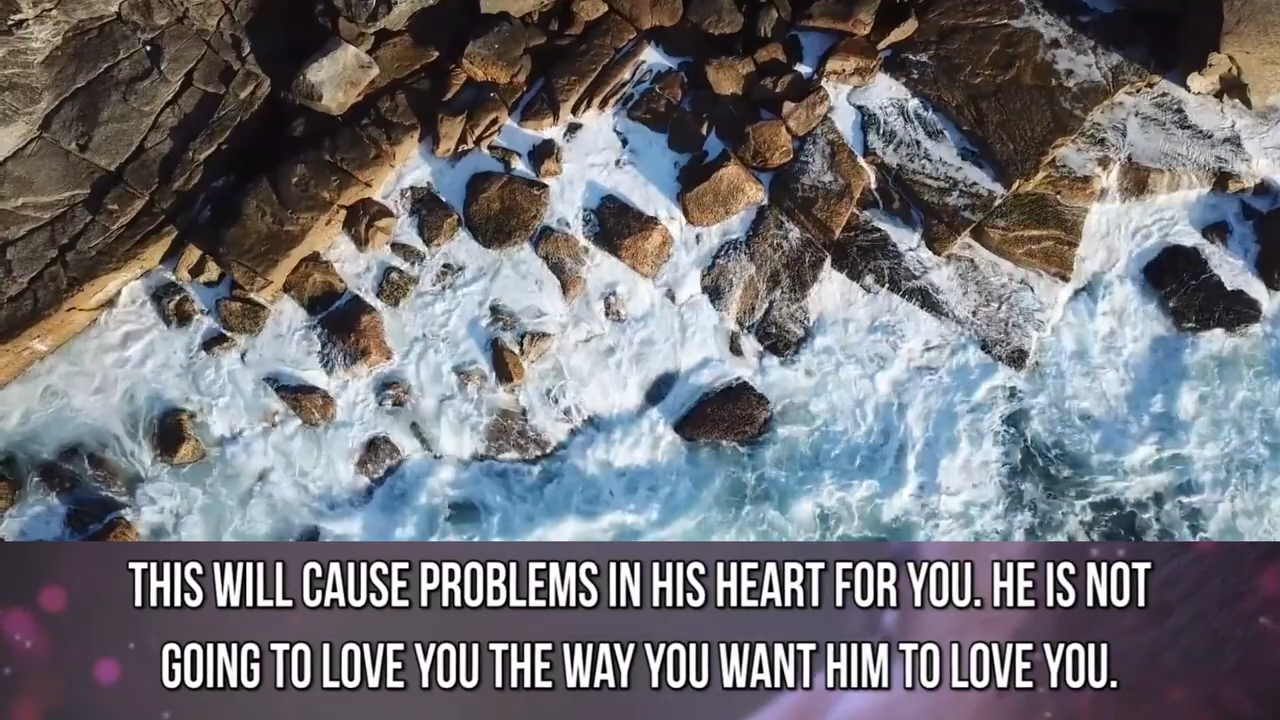 THIS WILL CAUSE PROBLEMS IN HIS HEART FOR YOU. HE IS NOT
GOING TO LOVE YOU THE WAY YOU WANT HIM TO LOVE YOU.